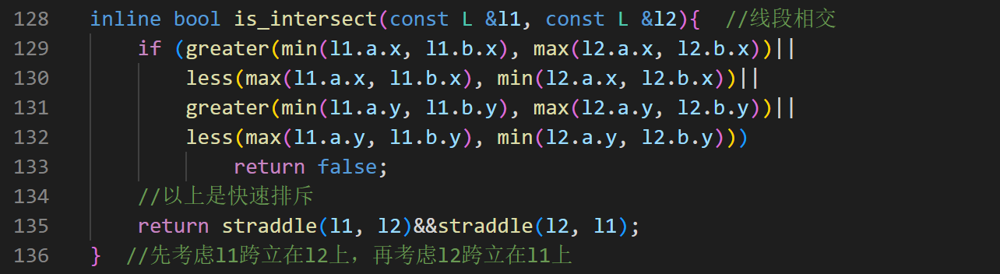 128 inline bool is_intersect(const L &l1, const L &l2){ //线段相交
129 if (greater(min(l1.a.x, l1.b.x), max(l2.a.x, l2.b.x))||
130 less(max(l1.a.x, l1.b.x), min(l2.a.x, l2.b.x))||
131 greater(min(l1.a.y, l1.b.y), max(l2.a.y, l2.b.y))||
132 less(max(l1.a.y, l1.b.y), min(l2.a.y, l2.b.y)))
133 return false;
134 //以上是快速排斥
135 return straddle(l1, l2)&&straddle(l2, l1);
136 } //先考虑l1跨立在l2上，再考虑l2跨立在l1上